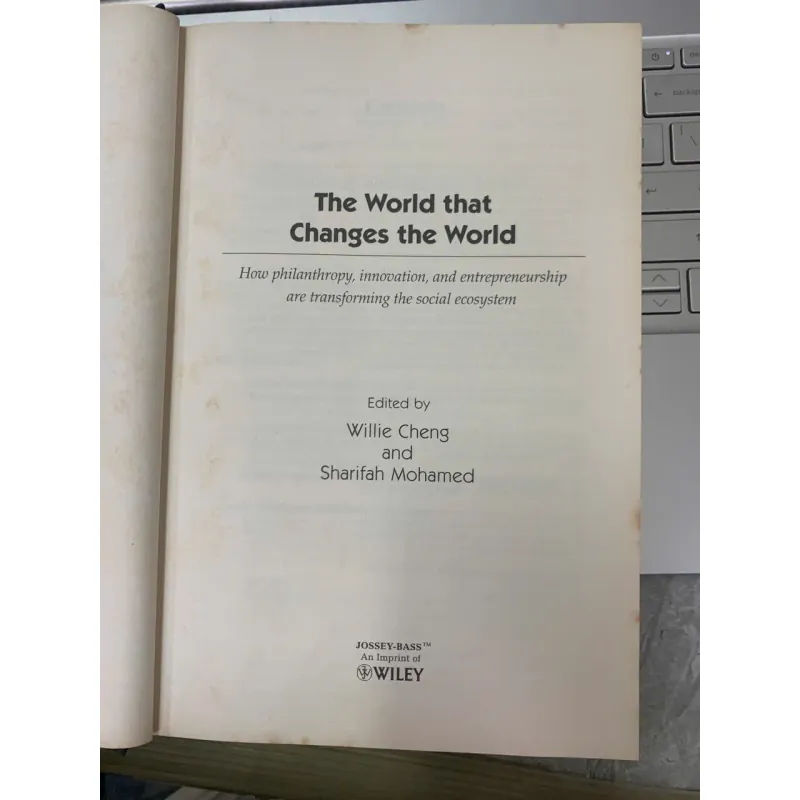 The World that
Changes the World
How philanthropy, innovation, and entrepreneurship
are transforming the social ecosystem
Edited by
Willie Cheng
and
Sharifah Mohamed
JOSSEY-BASS™
An Imprint of
WILEY